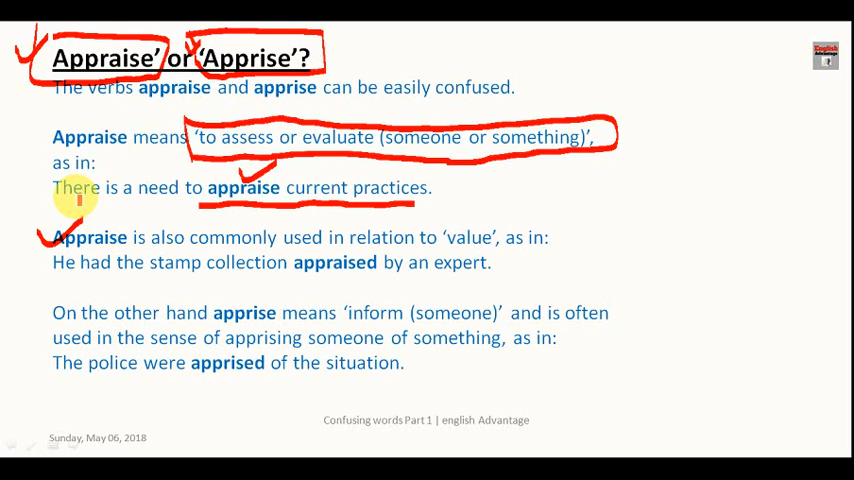 Appraise’ or ‘Apprise’?
English
Advantage
The verbs appraise and apprise can be easily confused.
Appraise means ‘to assess or evaluate (someone or something)’,
as in:
There is a need to appraise current practices.
Appraise is also commonly used in relation to ‘value’, as in:
He had the stamp collection appraised by an expert.
On the other hand apprise means ‘inform (someone)’ and is often
used in the sense of apprising someone of something, as in:
The police were apprised of the situation.
Confusing words Part 1 | english Advantage
Sunday, May 06, 2018